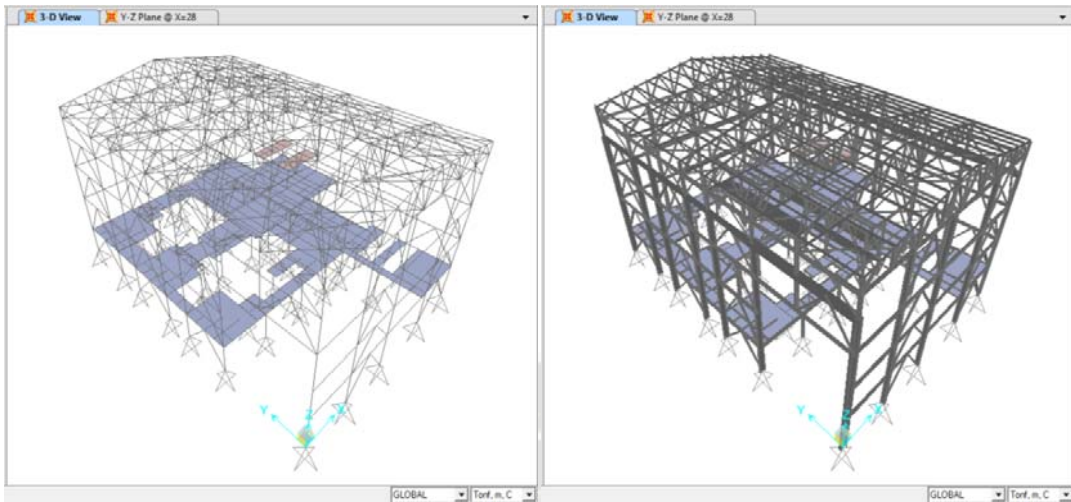 3-D View Y-Z Plane @ X=28
3-D View Y-Z Plane @ X=28
Y Z X
Y Z X
GLOBAL Tonf, m, C
GLOBAL Tonf, m, C